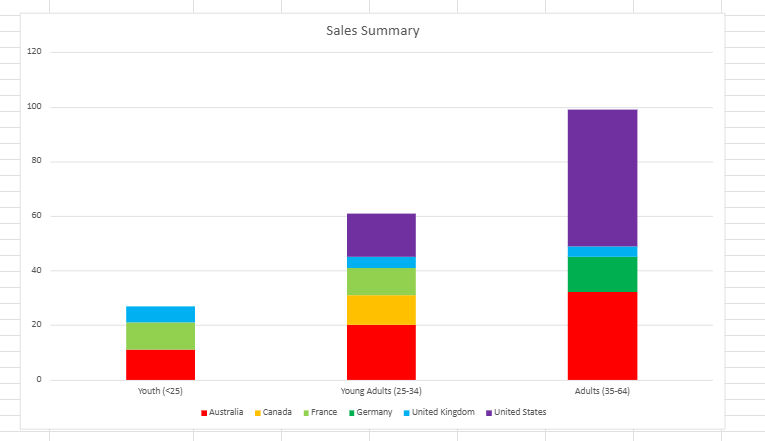 Sales Summary
120
100
80
60
40
20
0
Youth (<25) Young Adults (25-34) Adults (35-64)
Australia Canada France Germany United Kingdom United States